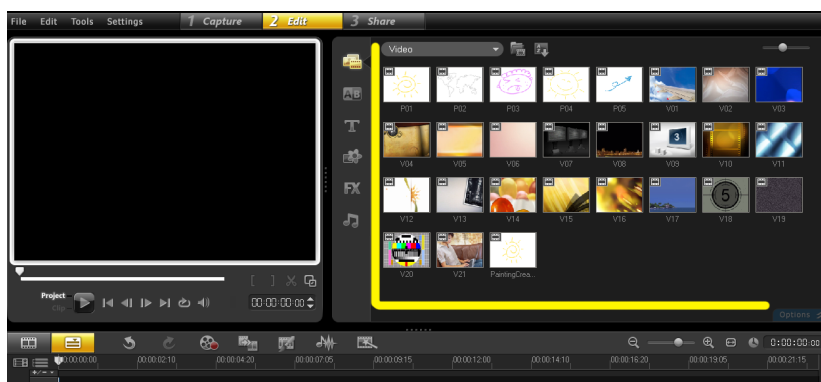 File Edit Tools Settings 1 Capture 2 Edit 3 Share
Video
P01 P02 P03 P04 P05 V01 V02 V03
AB
T
3
V04 V05 V06 V07 V08 V09 V10 V11
FX
5
V12 V13 V14 V15 V16 V17 V18 V19
V20 V21 PaintingCrea...
[ ]
Project
Clip
00:00:00:00
Options
0:00:00:00
00:00:00:00 00:00:02:10 00:00:04:20 00:00:07:05 00:00:09:15 00:00:12:00 00:00:14:10 00:00:16:20 00:00:19:05 00:00:21:15